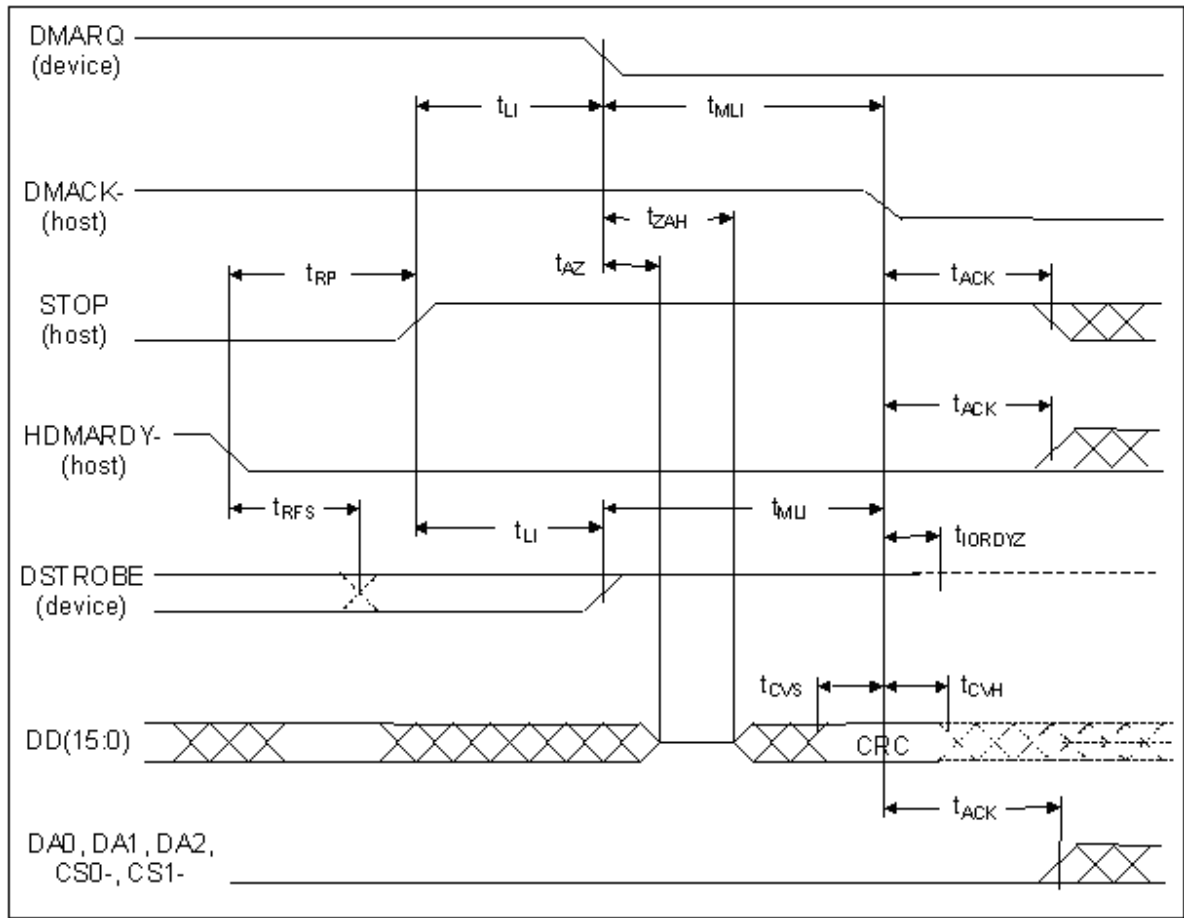 DMARQ
(device)
tLI
tMLI
DMACK-
(host)
tZAH
tAZ
tRP
tACK
STOP
(host)
tACK
HDMARDY-
(host)
tRFS
tLI
tMLI
tIORDYZ
DSTROBE
(device)
tCVS
tCVH
DD(15:0)
CRC
tACK
DA0, DA1, DA2,
CS0-, CS1-